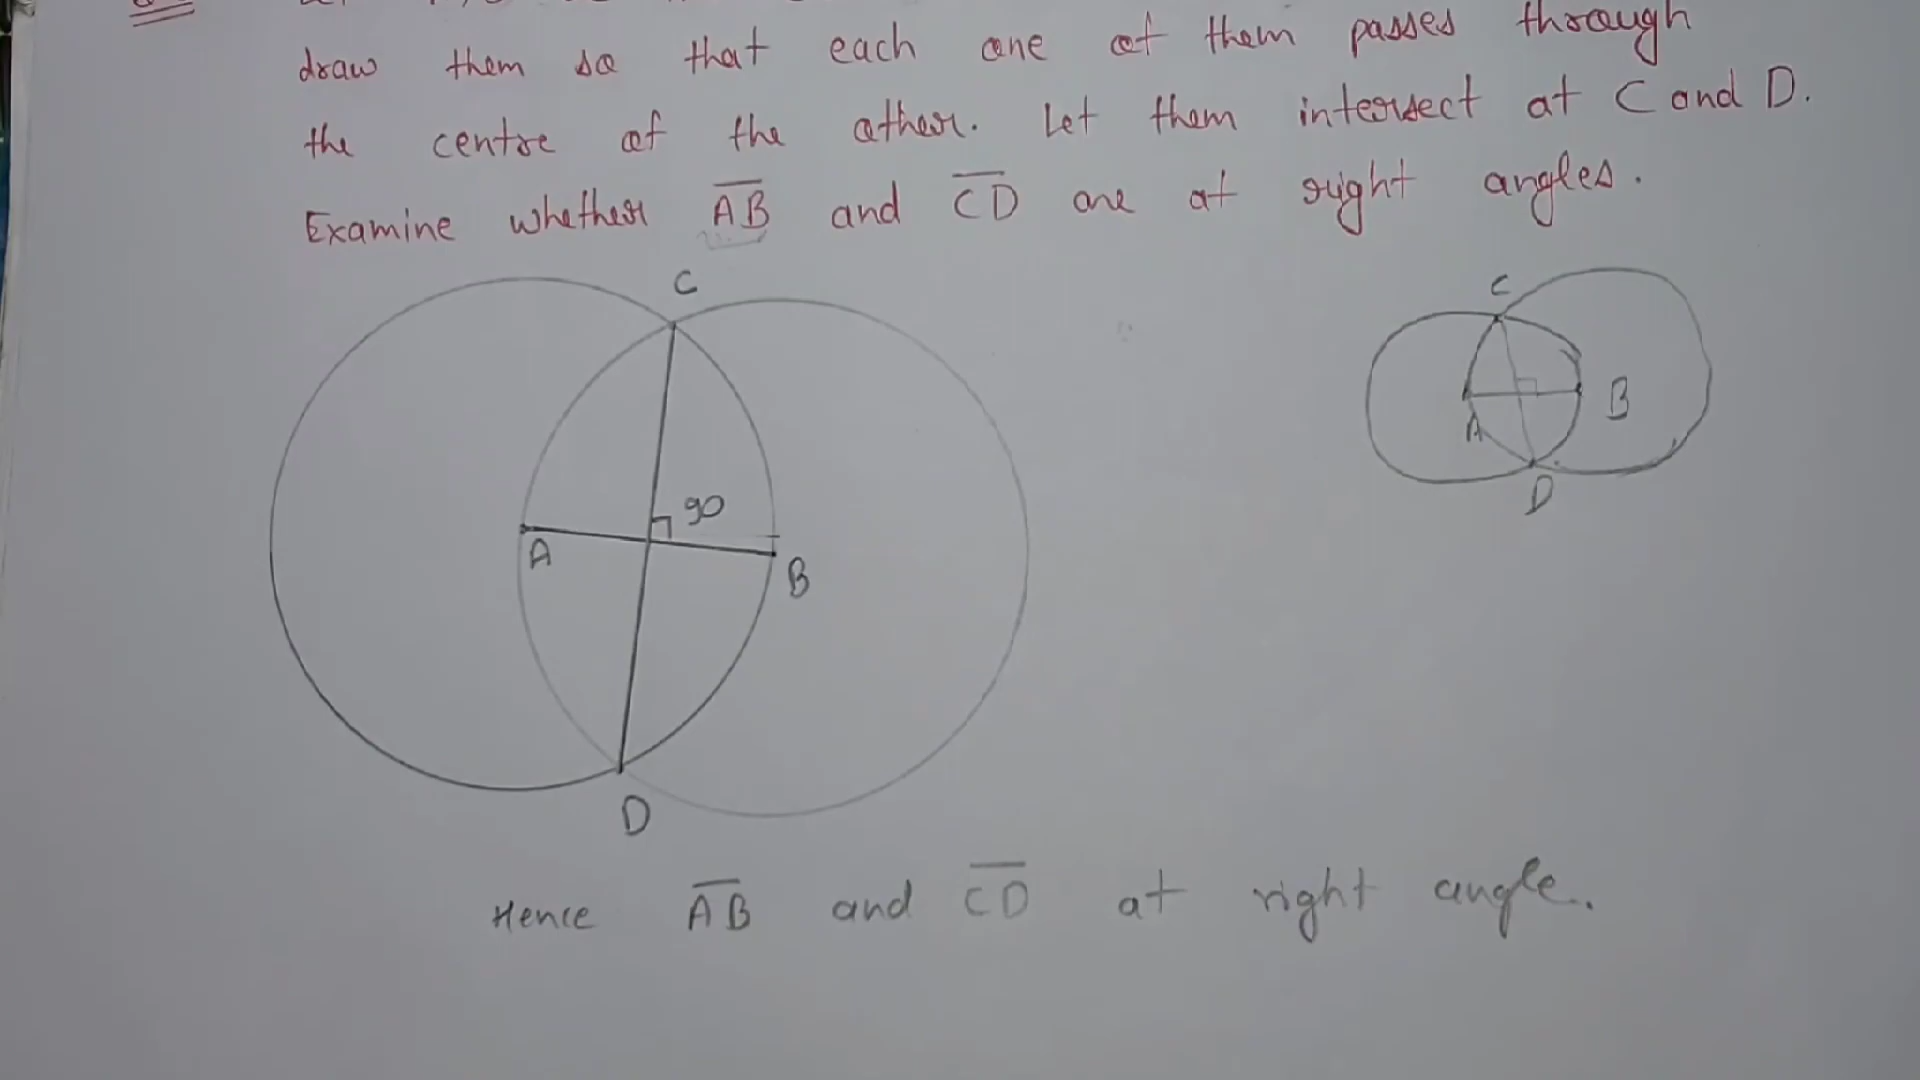 draw them so that each one of them passes through
the centre of the other. Let them intersect at C and D.
Examine whether AB and CD are at right angles.
C
C
90
A
B
B
A
D
D
Hence AB and CD at right angle.